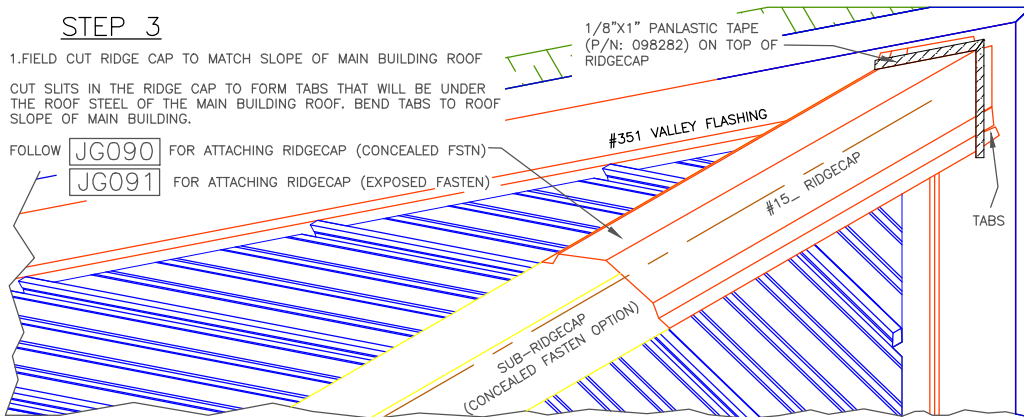 STEP 3
1.FIELD CUT RIDGE CAP TO MATCH SLOPE OF MAIN BUILDING ROOF
CUT SLITS IN THE RIDGE CAP TO FORM TABS THAT WILL BE UNDER
THE ROOF STEEL OF THE MAIN BUILDING ROOF. BEND TABS TO ROOF
SLOPE OF MAIN BUILDING.
FOLLOW JG090 FOR ATTACHING RIDGECAP (CONCEALED FSTN)
JG091 FOR ATTACHING RIDGECAP (EXPOSED FASTEN)
1/8"X1" PANLASTIC TAPE
(P/N: 098282) ON TOP OF
RIDGECAP
#351 VALLEY FLASHING
#15_ RIDGECAP
TABS
SUB-RIDGECAP
(CONCEALED FASTEN OPTION)